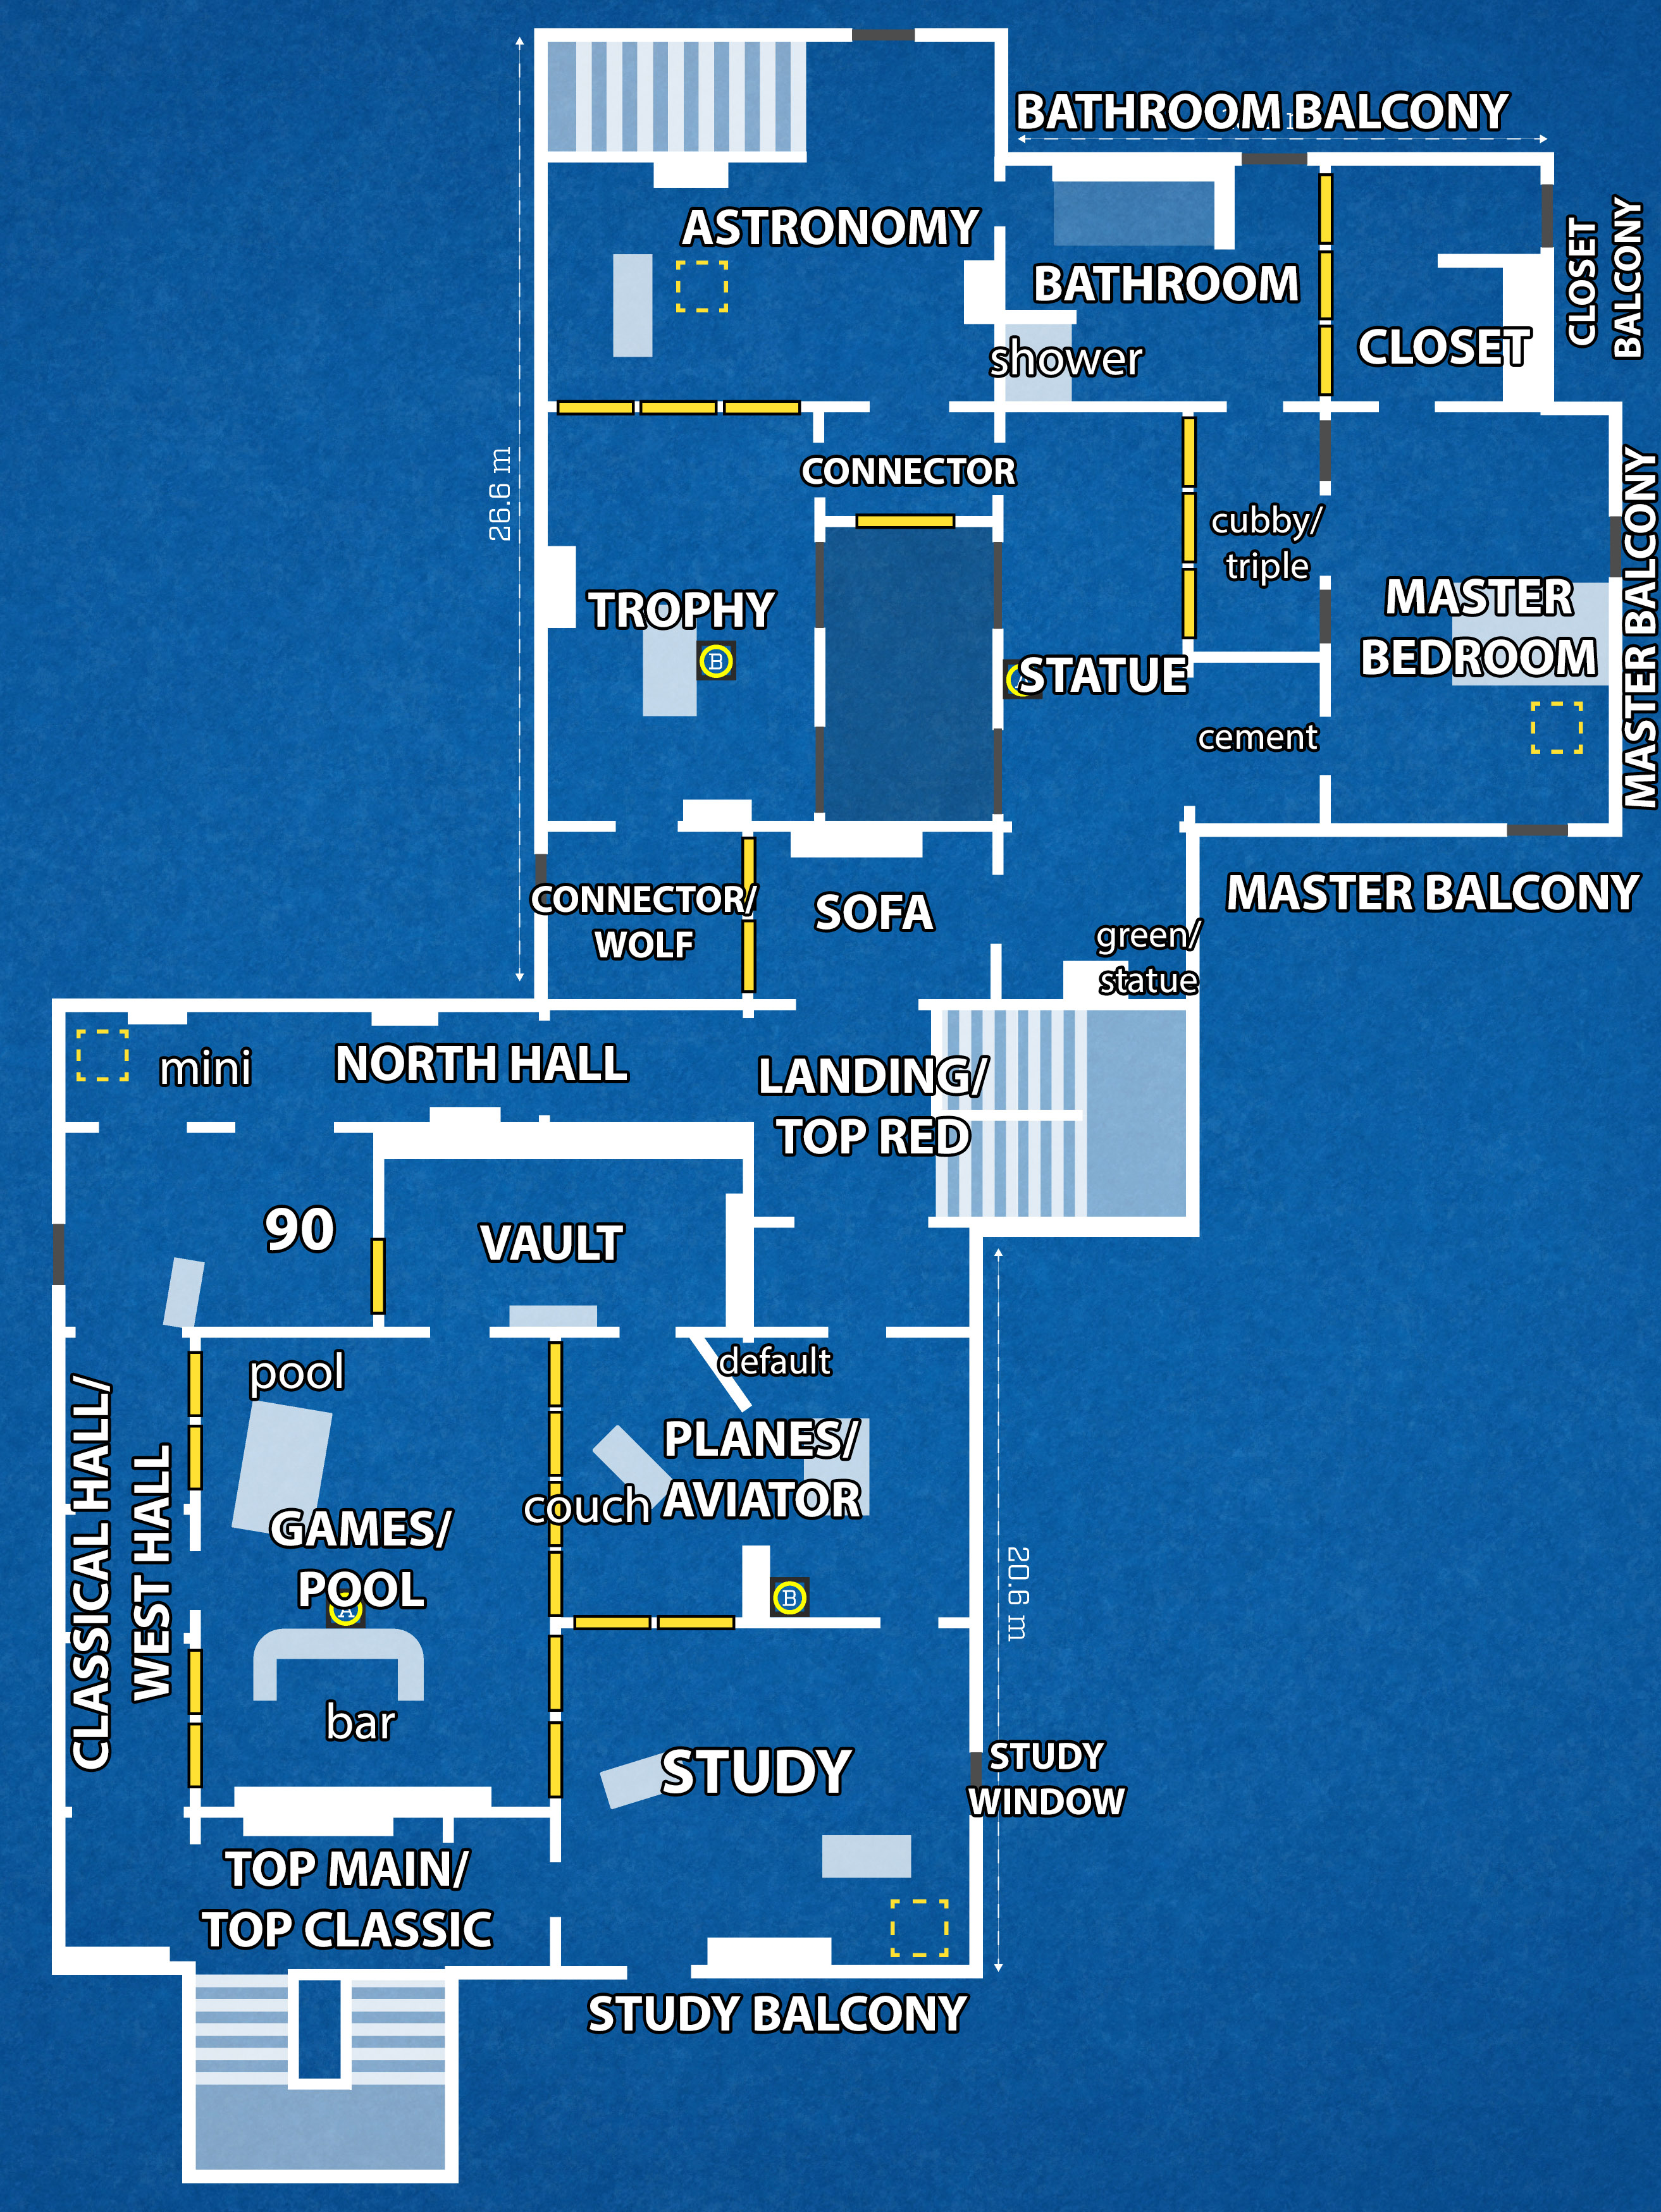 BATHROOM BALCONY
ASTRONOMY
BATHROOM
CLOSET
BALCONY
shower
CLOSET
26.6 m
CONNECTOR
cubby/
triple
MASTER BALCONY
TROPHY
B
MASTER
BEDROOM
STATUE
cement
CONNECTOR/
WOLF
SOFA
MASTER BALCONY
green/
statue
mini
NORTH HALL
LANDING/
TOP RED
90
VAULT
pool
default
CLASSICAL HALL/
WEST HALL
PLANES/
AVIATOR
couch
GAMES/
POOL
A
B
20.6 m
bar
STUDY
STUDY
WINDOW
TOP MAIN/
TOP CLASSIC
STUDY BALCONY